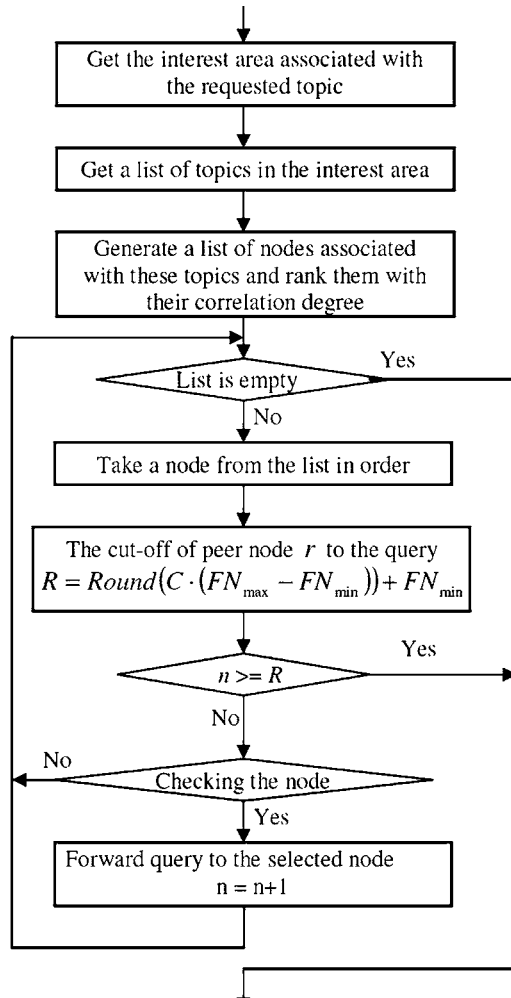 Get the interest area associated with
the requested topic
Get a list of topics in the interest area
Generate a list of nodes associated
with these topics and rank them with
their correlation degree
List is empty
Yes
No
Take a node from the list in order
The cut-off of peer node r to the query
R = Round(C · (FN_max − FN_min)) + FN_min
n >= R
Yes
No
Checking the node
No
Yes
Forward query to the selected node
n = n+1